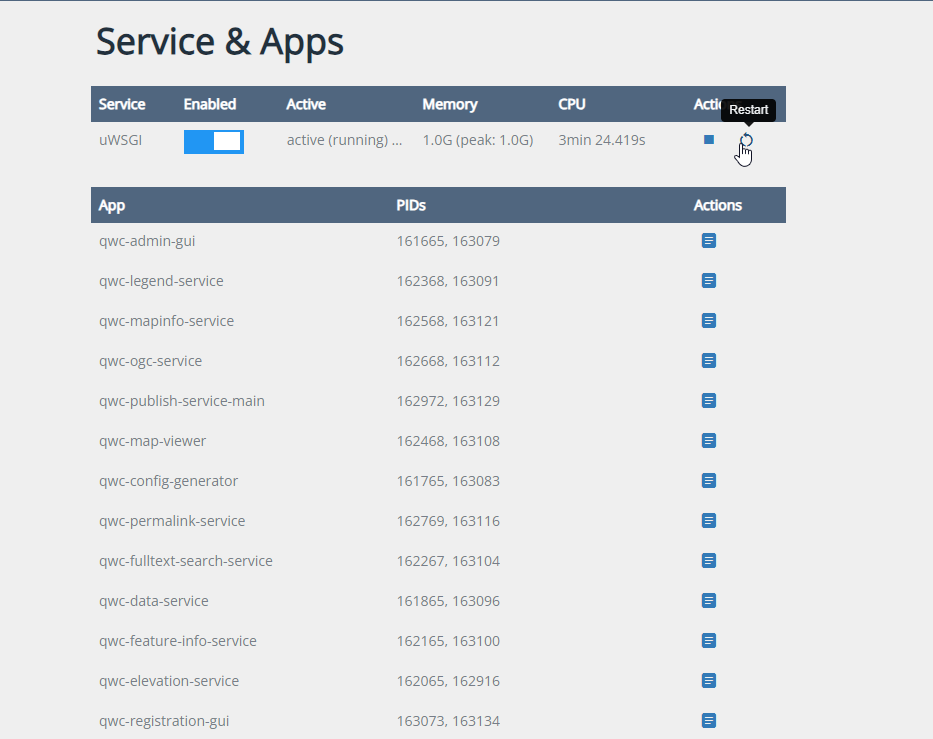 Service & Apps
Service Enabled Active Memory CPU Actio
Restart
uWSGI active (running) ... 1.0G (peak: 1.0G) 3min 24.419s
App PIDs Actions
qwc-admin-gui 161665, 163079
qwc-legend-service 162368, 163091
qwc-mapinfo-service 162568, 163121
qwc-ogc-service 162668, 163112
qwc-publish-service-main 162972, 163129
qwc-map-viewer 162468, 163108
qwc-config-generator 161765, 163083
qwc-permalink-service 162769, 163116
qwc-fulltext-search-service 162267, 163104
qwc-data-service 161865, 163096
qwc-feature-info-service 162165, 163100
qwc-elevation-service 162065, 162916
qwc-registration-gui 163073, 163134